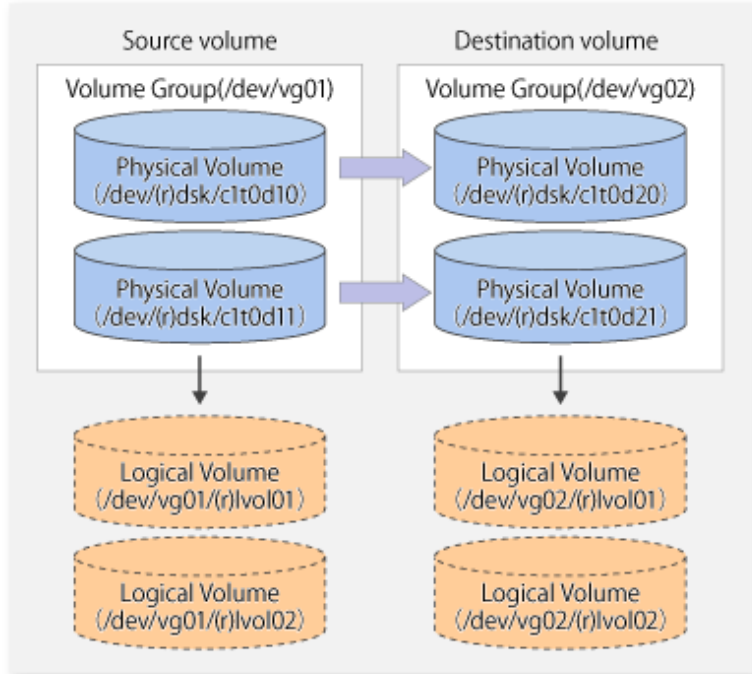 Source volume
Destination volume
Volume Group(/dev/vg01)
Volume Group(/dev/vg02)
Physical Volume
(/dev/(r)dsk/c1t0d10)
Physical Volume
(/dev/(r)dsk/c1t0d20)
Physical Volume
(/dev/(r)dsk/c1t0d11)
Physical Volume
(/dev/(r)dsk/c1t0d21)
Logical Volume
(/dev/vg01/(r)lvol01)
Logical Volume
(/dev/vg02/(r)lvol01)
Logical Volume
(/dev/vg01/(r)lvol02)
Logical Volume
(/dev/vg02/(r)lvol02)